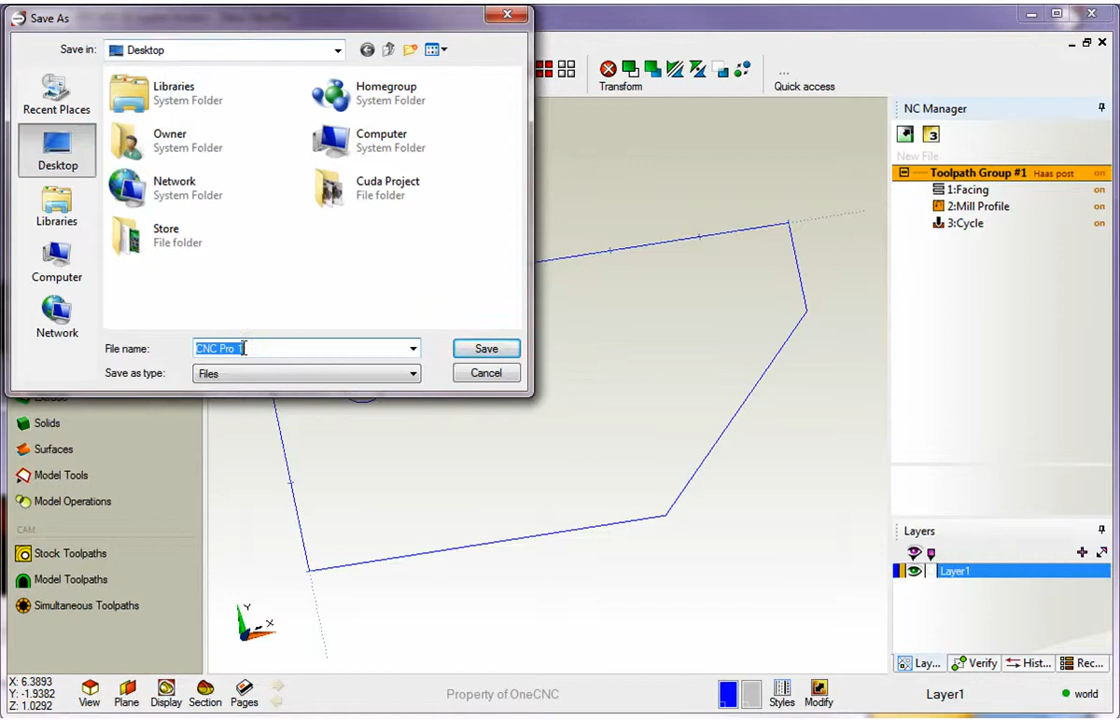 Save As
Save in:
Desktop
Recent Places
Desktop
Libraries
Computer
Network
Libraries
System Folder
Homegroup
System Folder
Owner
System Folder
Computer
System Folder
Network
System Folder
Cuda Project
File folder
Store
File folder
File name:
CNC Pro 1
Save
Save as type:
Files
Cancel
Transform
...
Quick access
NC Manager
3
New File
Toolpath Group #1 Haas post on
1:Facing on
2:Mill Profile on
3:Cycle on
Solids
Surfaces
Model Tools
Model Operations
CAM
Stock Toolpaths
Model Toolpaths
Simultaneous Toolpaths
Y
X
Layers
Layer1
Lay...
Verify
Hist...
Rec...
X: 6.3893
Y: -1.9382
Z: 1.0292
View
Plane
Display
Section
Pages
Property of OneCNC
Styles
Modify
Layer1
world